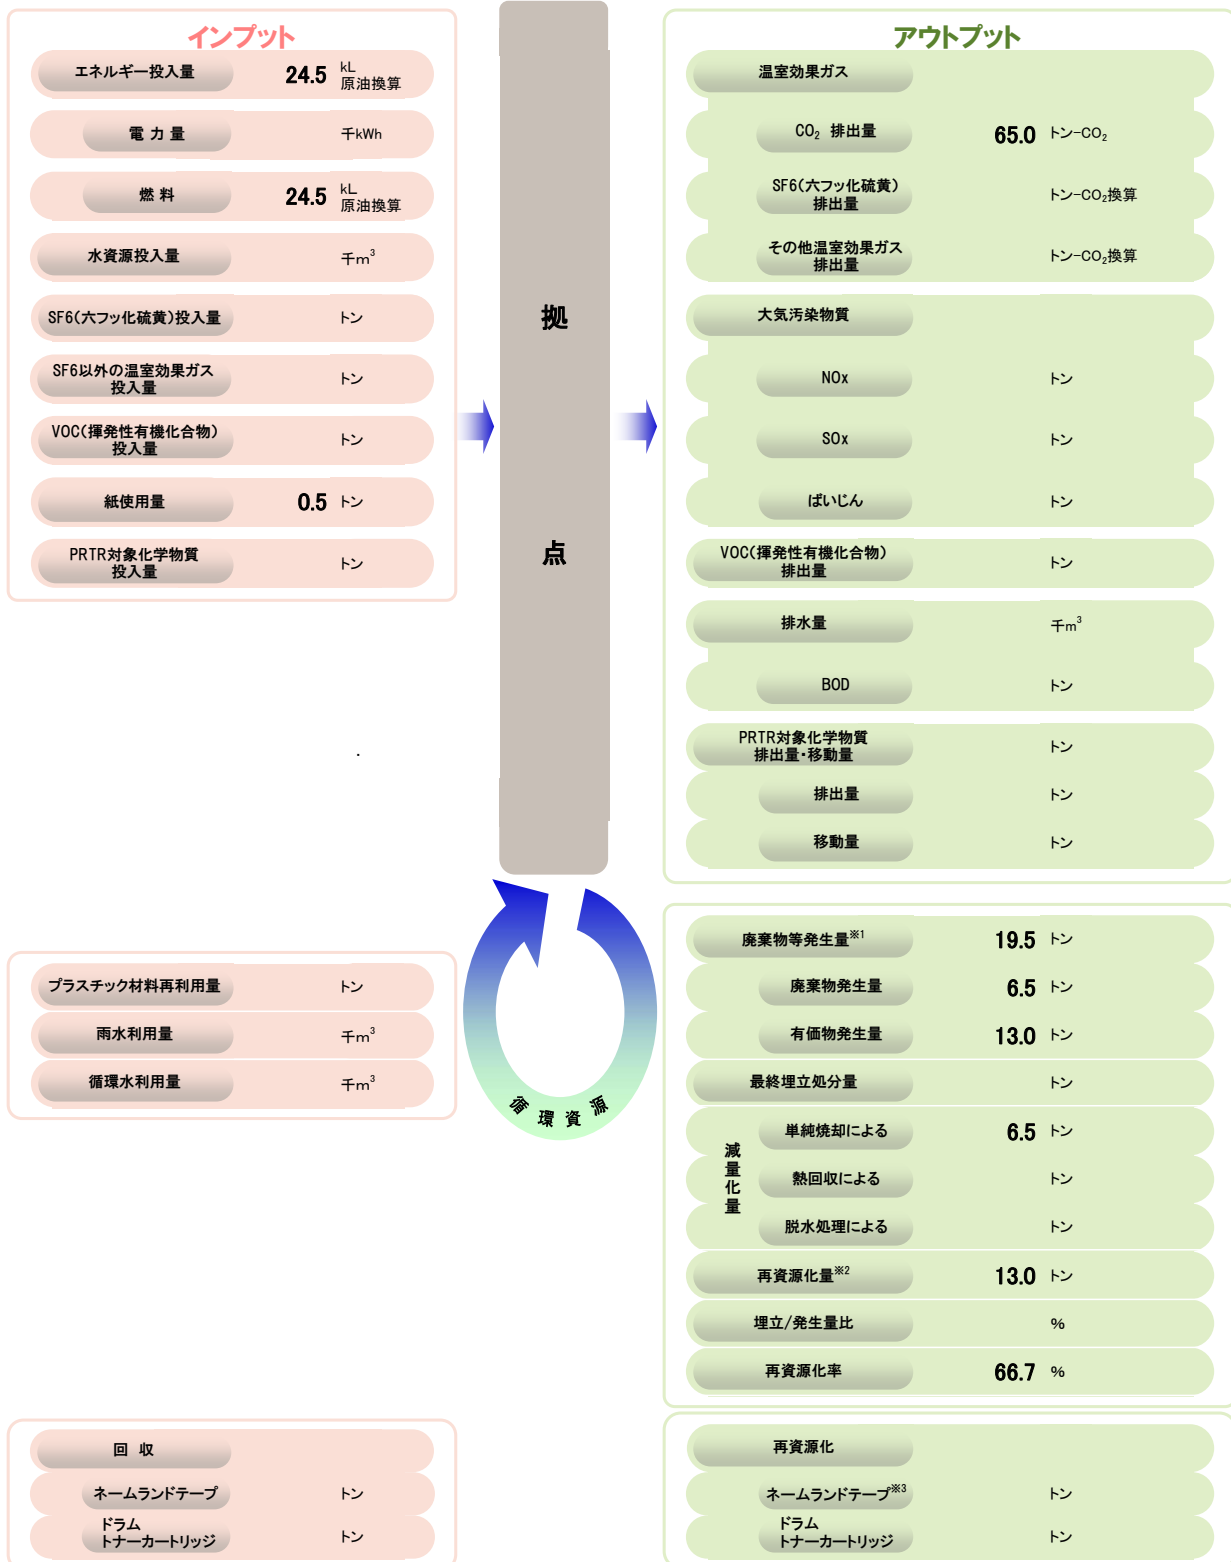 インプット
エネルギー投入量 24.5 kL
原油換算
電 力 量 千kWh
燃 料 24.5 kL
原油換算
水資源投入量 千m³
SF6(六フッ化硫黄)投入量 トン
SF6以外の温室効果ガス
投入量 トン
VOC(揮発性有機化合物)
投入量 トン
紙使用量 0.5 トン
PRTR対象化学物質
投入量 トン
拠
点
アウトプット
温室効果ガス
CO₂ 排出量 65.0 トン-CO₂
SF6(六フッ化硫黄)
排出量 トン-CO₂換算
その他温室効果ガス
排出量 トン-CO₂換算
大気汚染物質
NOx トン
SOx トン
ばいじん トン
VOC(揮発性有機化合物)
排出量 トン
排水量 千m³
BOD トン
PRTR対象化学物質
排出量・移動量 トン
排出量 トン
移動量 トン
プラスチック材料再利用量 トン
雨水利用量 千m³
循環水利用量 千m³
循環資源
廃棄物等発生量※1 19.5 トン
廃棄物発生量 6.5 トン
有価物発生量 13.0 トン
最終埋立処分量 トン
減量化量
単純焼却による 6.5 トン
熱回収による トン
脱水処理による トン
再資源化量※2 13.0 トン
埋立/発生量比 %
再資源化率 66.7 %
回 収
ネームランドテープ トン
ドラム
トナーカートリッジ トン
再資源化
ネームランドテープ※3 トン
ドラム
トナーカートリッジ トン